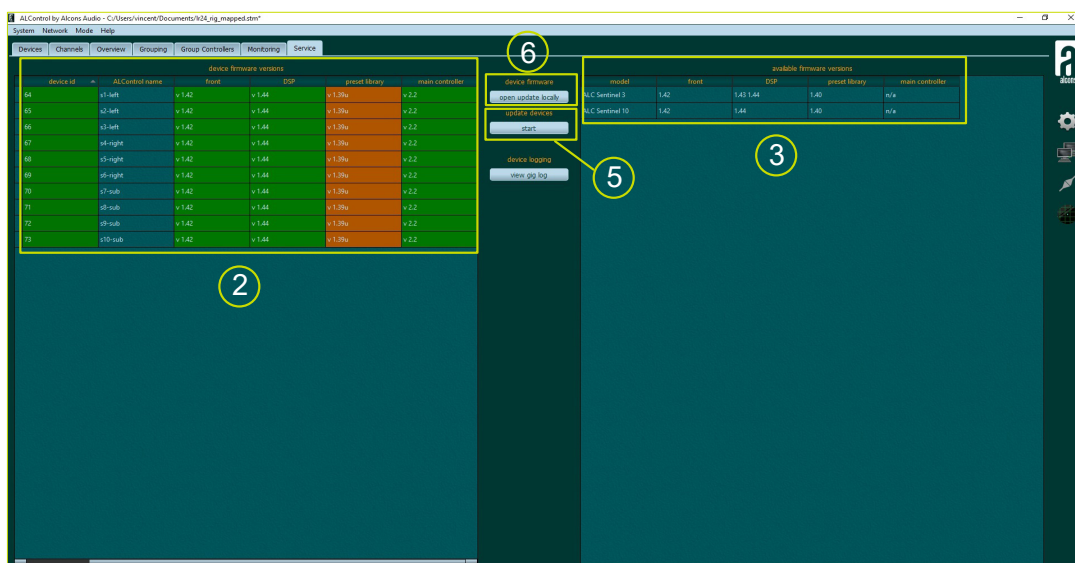 ALControl by Alcons Audio - C:/Users/vincent/Documents/lr24_rig_mapped.stm*
System Network Mode Help
Devices Channels Overview Grouping Group Controllers Monitoring Service
6
device firmware versions
device id ALControl name front DSP preset library main controller
64 s1-left v 1.42 v 1.44 v 1.39u v 2.2
65 s2-left v 1.42 v 1.44 v 1.39u v 2.2
66 s3-left v 1.42 v 1.44 v 1.39u v 2.2
67 s4-right v 1.42 v 1.44 v 1.39u v 2.2
68 s5-right v 1.42 v 1.44 v 1.39u v 2.2
69 s6-right v 1.42 v 1.44 v 1.39u v 2.2
70 s7-sub v 1.42 v 1.44 v 1.39u v 2.2
71 s8-sub v 1.42 v 1.44 v 1.39u v 2.2
72 s9-sub v 1.42 v 1.44 v 1.39u v 2.2
73 s10-sub v 1.42 v 1.44 v 1.39u v 2.2
2
device firmware
open update locally
update devices
start
5
device logging
view gig log
available firmware versions
model front DSP preset library main controller
ALC Sentinel 3 1.42 1.43 1.44 1.40 n/a
ALC Sentinel 10 1.42 1.44 1.40 n/a
3
a
alcons